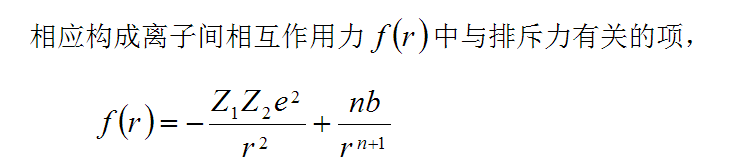 相应构成离子间相互作用力 f(r) 中与排斥力有关的项，
f(r) = - Z₁Z₂e² / r² + nb / rⁿ⁺¹